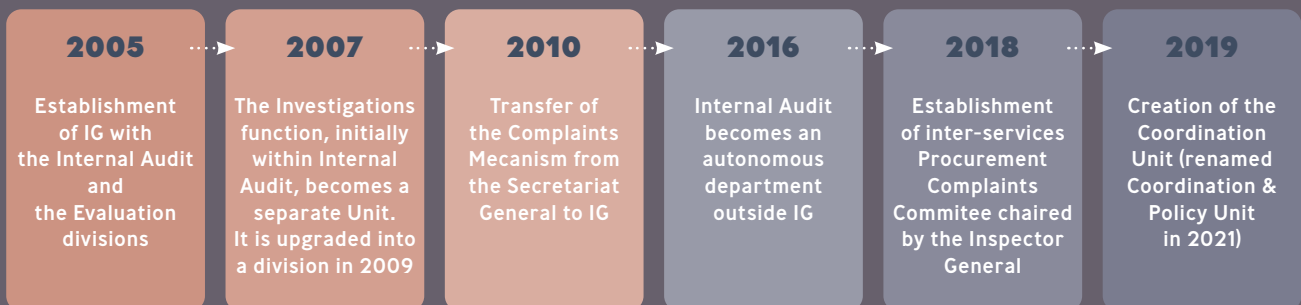 2005
Establishment
of IG with
the Internal Audit
and
the Evaluation
divisions
2007
The Investigations
function, initially
within Internal
Audit, becomes a
separate Unit.
It is upgraded into
a division in 2009
2010
Transfer of
the Complaints
Mecanism from
the Secretariat
General to IG
2016
Internal Audit
becomes an
autonomous
department
outside IG
2018
Establishment
of inter-services
Procurement
Complaints
Commitee chaired
by the Inspector
General
2019
Creation of the
Coordination
Unit (renamed
Coordination &
Policy Unit
in 2021)